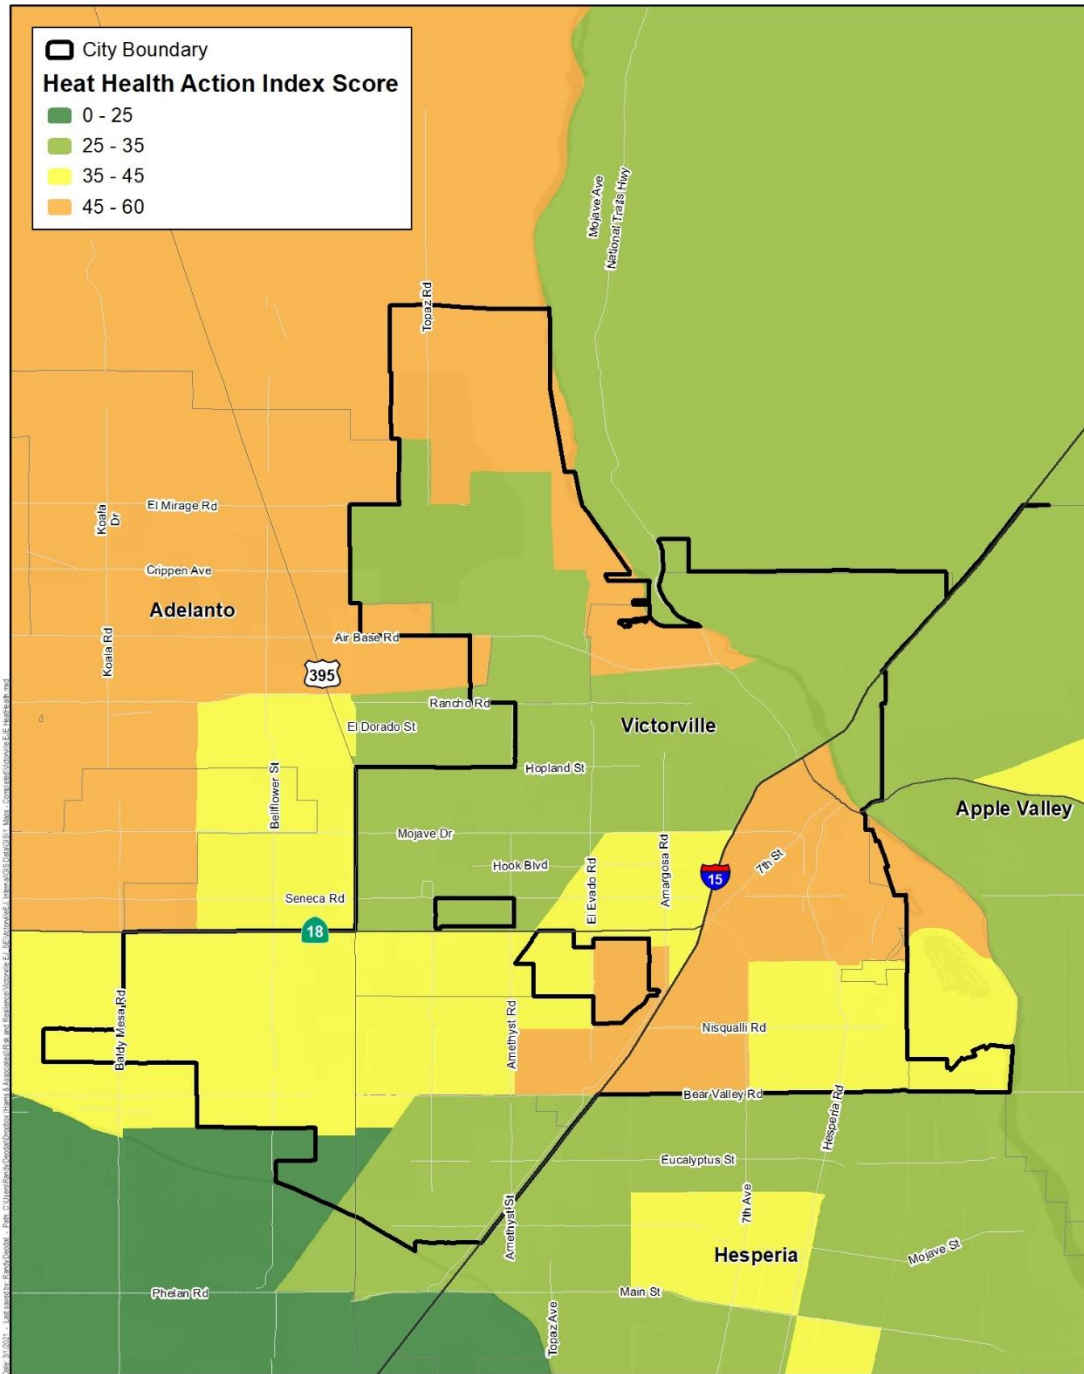 City Boundary
Heat Health Action Index Score
0 - 25
25 - 35
35 - 45
45 - 60
Mojave Ave
National Trails Hwy
Topaz Rd
Koala
Dr
El Mirage Rd
Crippen Ave
Adelanto
Koala Rd
Air Base Rd
395
Rancho Rd
El Dorado St
Victorville
Hopland St
Bellflower St
Mojave Dr
Hook Blvd
El Evado Rd
Amargosa Rd
15
7th St
Apple Valley
Seneca Rd
18
Baldy Mesa Rd
Amethyst Rd
Nisqualli Rd
Bear Valley Rd
Hesperia Rd
Eucalyptus St
Amethyst St
7th Ave
Hesperia
Mojave St
Phelan Rd
Main St
Topaz Ave